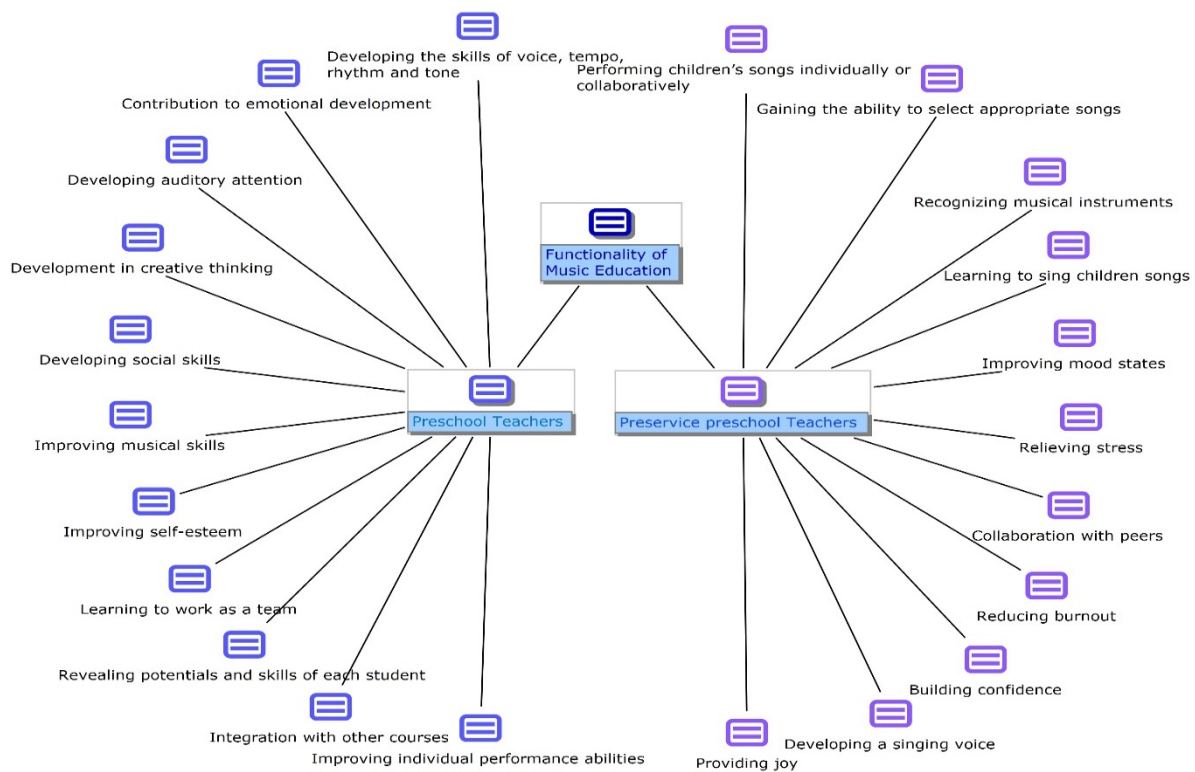 Developing the skills of voice, tempo,
rhythm and tone
Performing children's songs individually or
collaboratively
Contribution to emotional development
Gaining the ability to select appropriate songs
Developing auditory attention
Recognizing musical instruments
Functionality of
Music Education
Development in creative thinking
Learning to sing children songs
Developing social skills
Improving mood states
Preschool Teachers
Preservice preschool Teachers
Improving musical skills
Relieving stress
Improving self-esteem
Collaboration with peers
Learning to work as a team
Reducing burnout
Revealing potentials and skills of each student
Building confidence
Integration with other courses
Developing a singing voice
Improving individual performance abilities
Providing joy